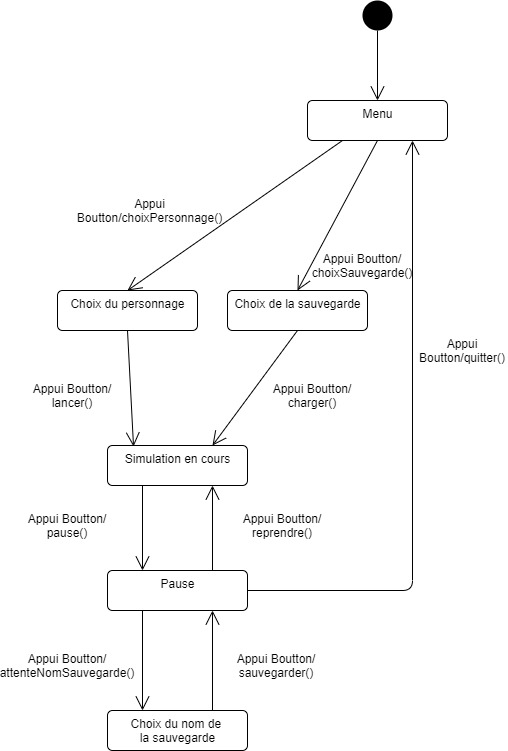 Menu
Appui
Boutton/choixPersonnage()
Appui Boutton/
choixSauvegarde()
Choix du personnage
Choix de la sauvegarde
Appui
Boutton/quitter()
Appui Boutton/
lancer()
Appui Boutton/
charger()
Simulation en cours
Appui Boutton/
pause()
Appui Boutton/
reprendre()
Pause
Appui Boutton/
attenteNomSauvegarde()
Appui Boutton/
sauvegarder()
Choix du nom de
la sauvegarde